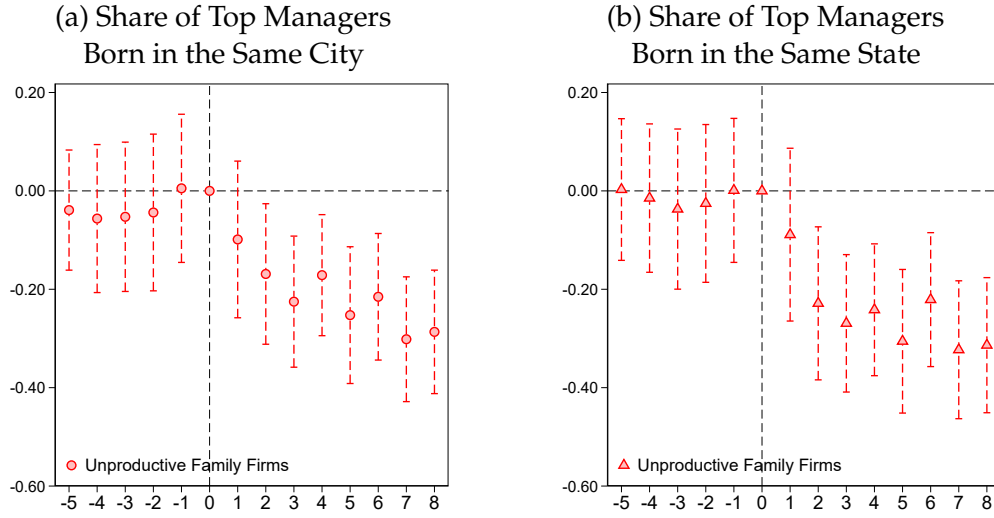 (a) Share of Top Managers
Born in the Same City
0.20
0.00
-0.20
-0.40
-0.60
Unproductive Family Firms
-5 -4 -3 -2 -1 0 1 2 3 4 5 6 7 8
(b) Share of Top Managers
Born in the Same State
0.20
0.00
-0.20
-0.40
-0.60
Unproductive Family Firms
-5 -4 -3 -2 -1 0 1 2 3 4 5 6 7 8